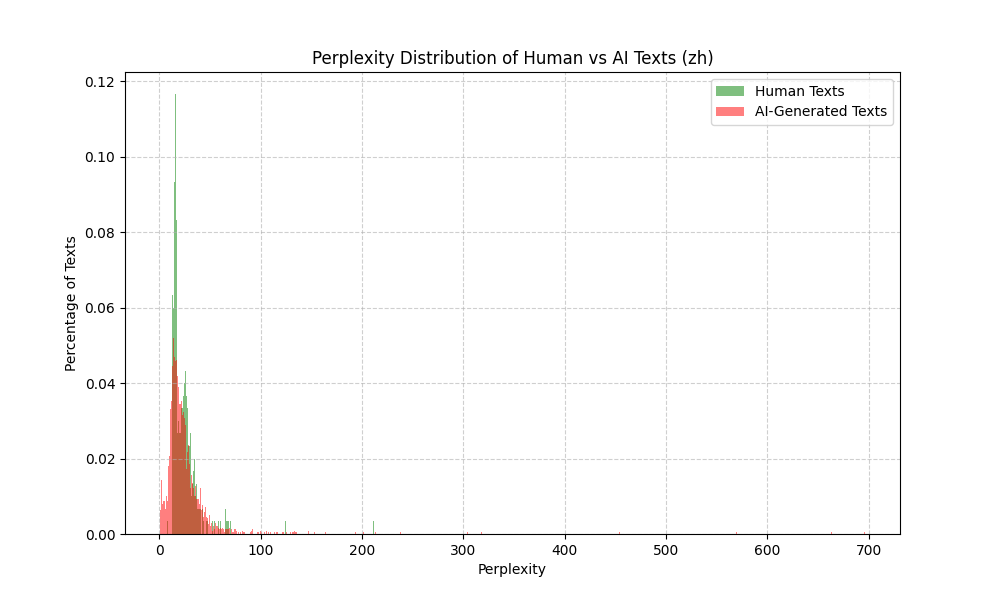 Perplexity Distribution of Human vs AI Texts (zh)
Human Texts
AI-Generated Texts
Percentage of Texts
0.12
0.10
0.08
0.06
0.04
0.02
0.00
0 100 200 300 400 500 600 700
Perplexity